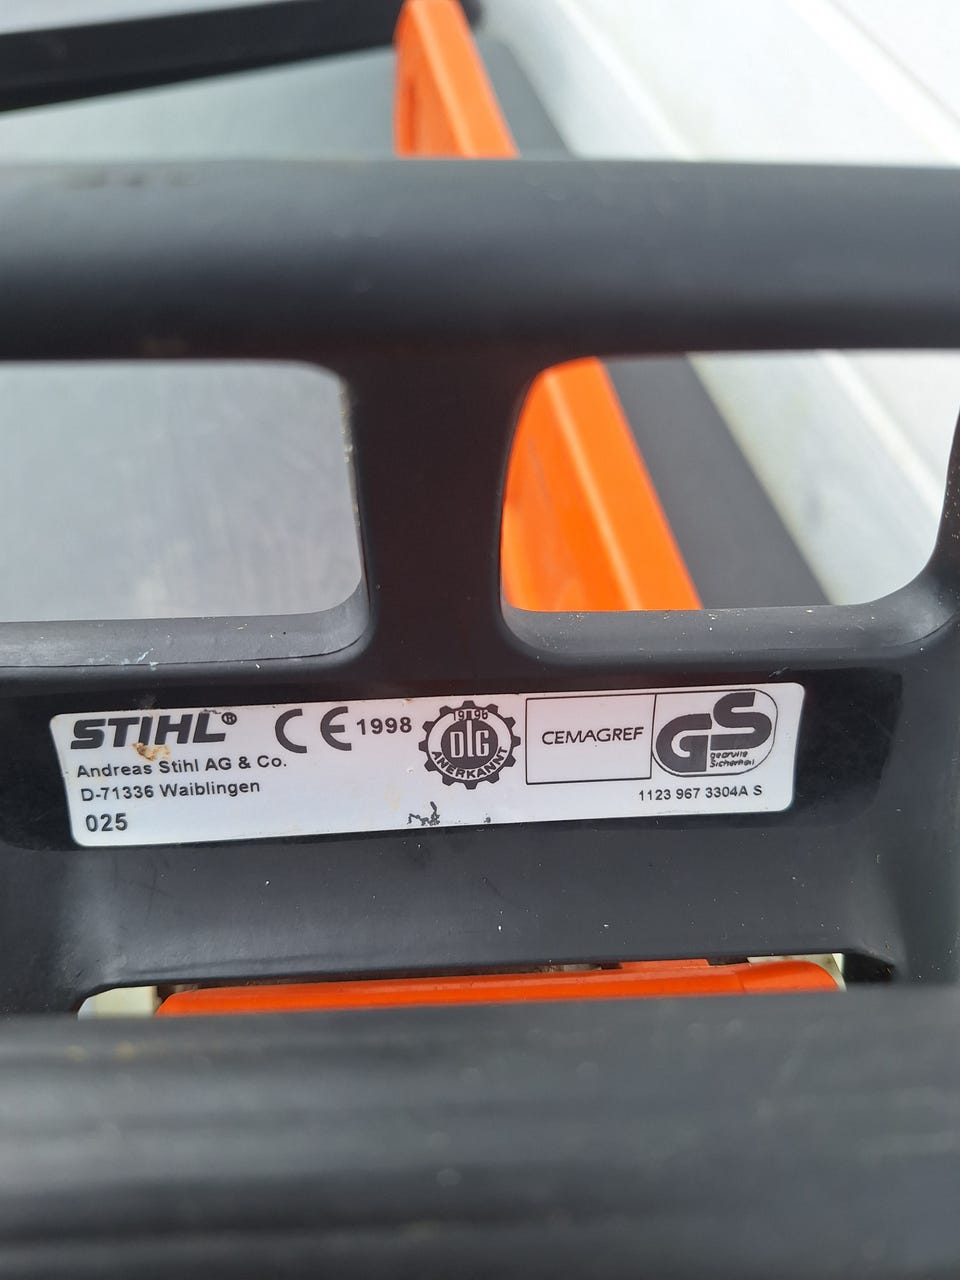 STIHL®
CE 1998
Andreas Stihl AG & Co.
D-71336 Waiblingen
025
1996
DLG
ANERKANNT
CEMAGREF
GS
geprüfte
Sicherheit
1123 967 3304A S